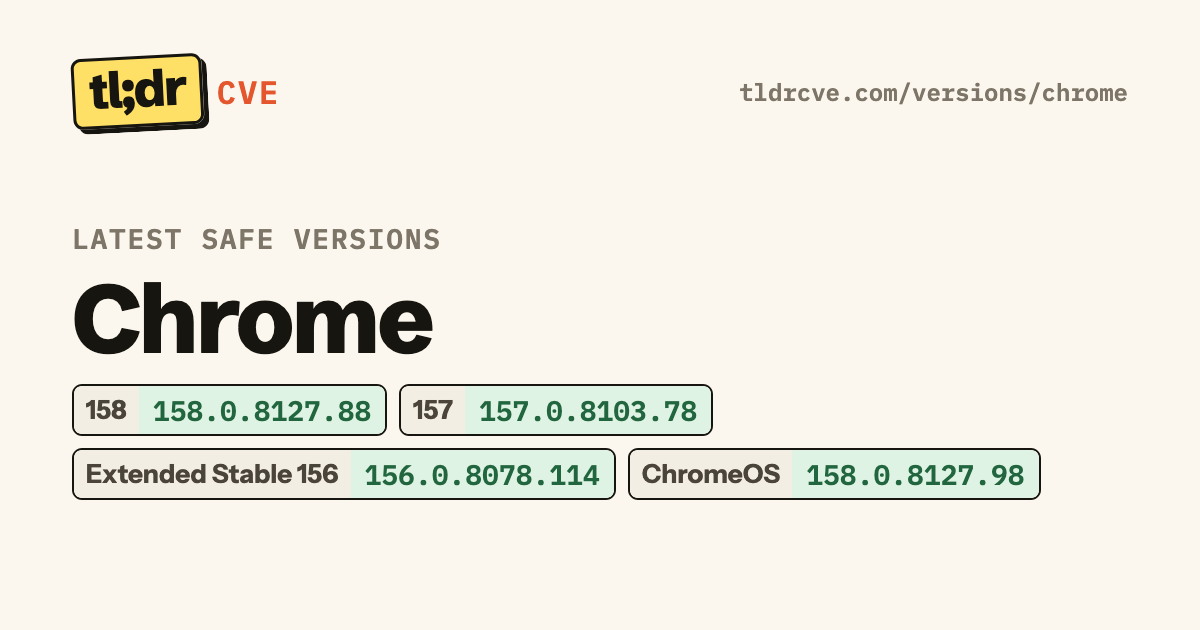 tl;dr CVE
tldrcve.com/versions/chrome
LATEST SAFE VERSIONS
Chrome
158 158.0.8127.88 157 157.0.8103.78
Extended Stable 156 156.0.8078.114 ChromeOS 158.0.8127.98